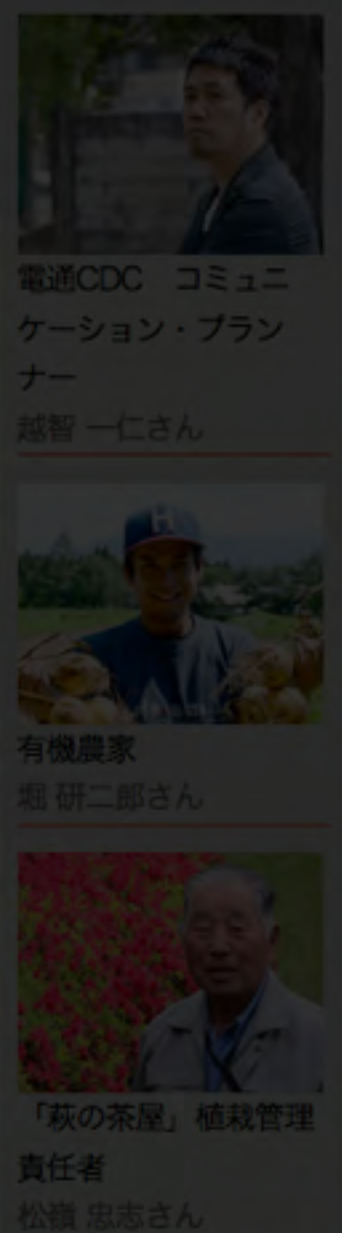 電通CDC　コミュニ
ケーション・プラン
ナー
越智 一仁さん
H
有機農家
堀 研二郎さん
「萩の茶屋」植栽管理
責任者
松嶺 忠志さん